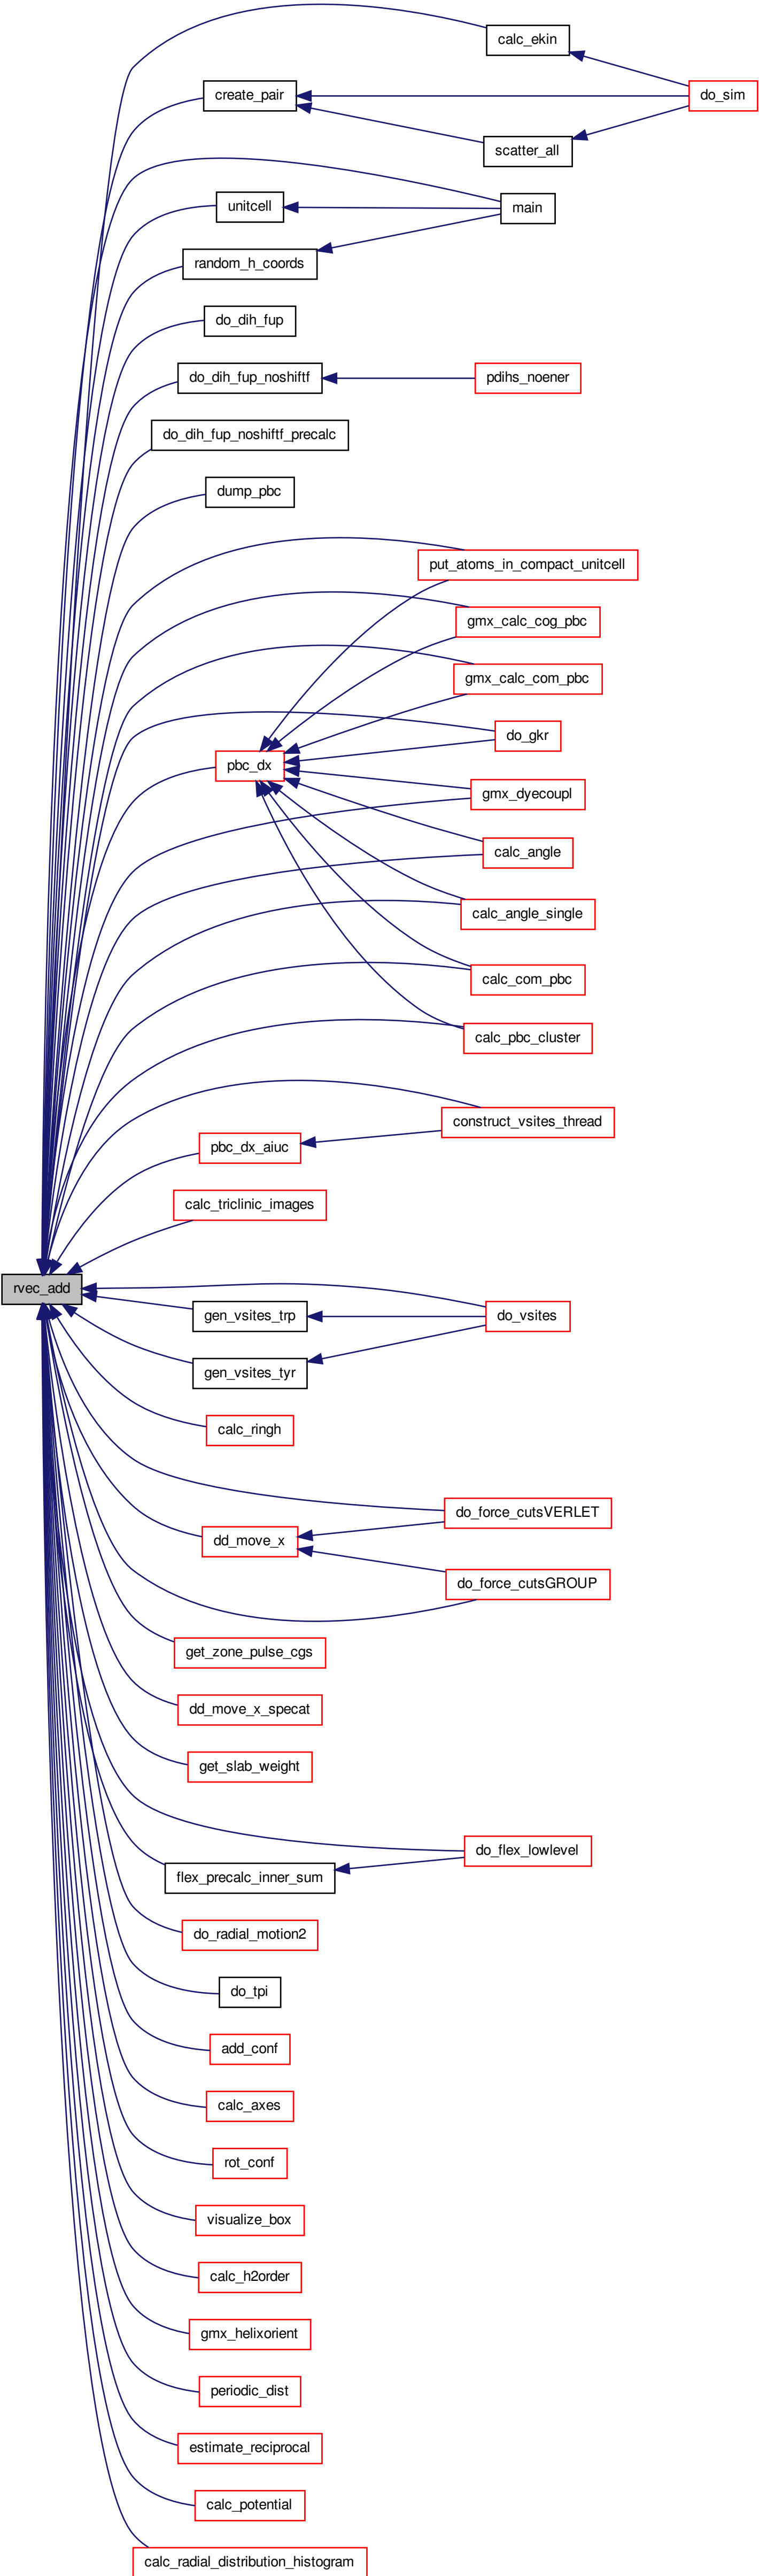 calc_ekin
create_pair
do_sim
scatter_all
unitcell
main
random_h_coords
do_dih_fup
do_dih_fup_noshiftf
pdihs_noener
do_dih_fup_noshiftf_precalc
dump_pbc
put_atoms_in_compact_unitcell
gmx_calc_cog_pbc
gmx_calc_com_pbc
do_gkr
pbc_dx
gmx_dyecoupl
calc_angle
calc_angle_single
calc_com_pbc
calc_pbc_cluster
construct_vsites_thread
pbc_dx_aiuc
calc_triclinic_images
rvec_add
gen_vsites_trp
do_vsites
gen_vsites_tyr
calc_ringh
do_force_cutsVERLET
dd_move_x
do_force_cutsGROUP
get_zone_pulse_cgs
dd_move_x_specat
get_slab_weight
do_flex_lowlevel
flex_precalc_inner_sum
do_radial_motion2
do_tpi
add_conf
calc_axes
rot_conf
visualize_box
calc_h2order
gmx_helixorient
periodic_dist
estimate_reciprocal
calc_potential
calc_radial_distribution_histogram